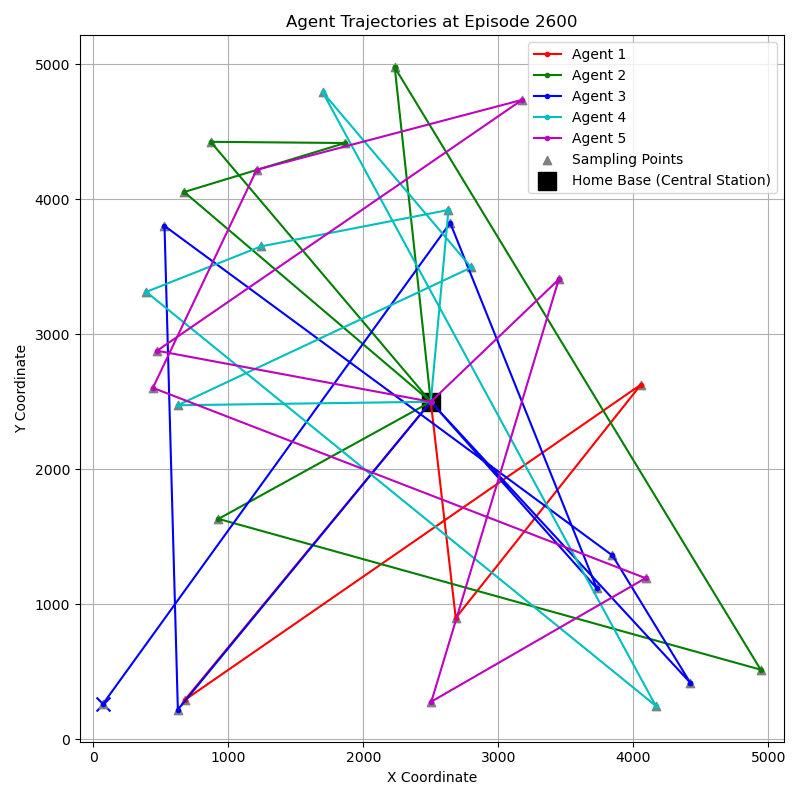 Agent Trajectories at Episode 2600
Agent 1
Agent 2
Agent 3
Agent 4
Agent 5
Sampling Points
Home Base (Central Station)
5000
4000
3000
2000
1000
0
Y Coordinate
0 1000 2000 3000 4000 5000
X Coordinate